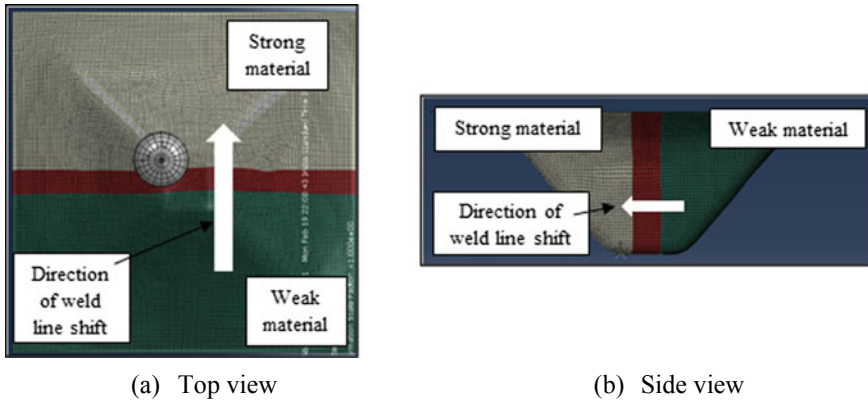 Strong
material
Direction
of weld
line shift
Weak
material
(a) Top view
Strong material
Weak material
Direction of
weld line shift
(b) Side view